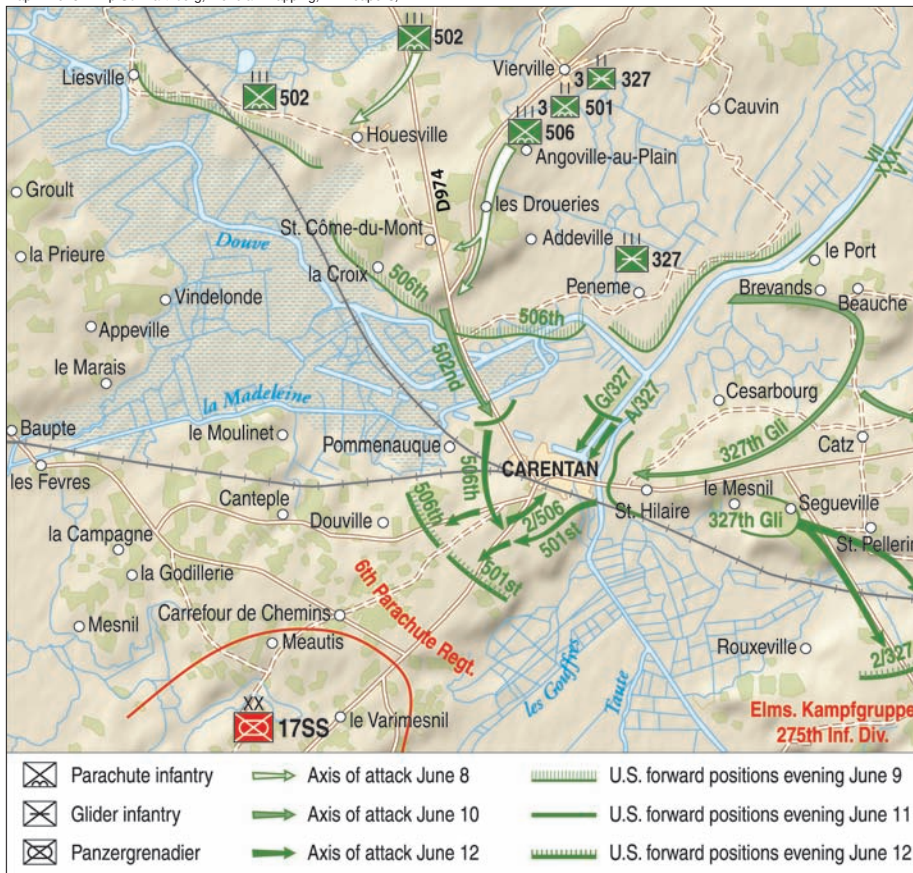 502
Liesville
502
Vierville
3 327
3 501
Cauvin
506
Houesville
Angoville-au-Plain
XX
VII
Groult
D974
les Droueries
St. Côme-du-Mont
Addeville
327
Douve
la Prieure
la Croix
506th
le Port
Vindelonde
Peneme
Brevands
Beauche
506th
Appeville
502nd
le Marais
la Madeleine
G/327
A/327
Cesarbourg
Baupte
le Moulinet
Pommenauque
327th Gli
Catz
506th
CARENTAN
les Fevres
St. Hilaire
le Mesnil
Segueville
Canteple
506th
2/506
327th Gli
la Campagne
Douville
501st
St. Pellerin
501st
la Godillerie
6th Parachute Regt.
Carrefour de Chemins
Mesnil
Meautis
Rouxeville
les Gouffres
Taute
2/327
XX
17SS
le Varimesnil
Elms. Kampfgruppe
275th Inf. Div.
Parachute infantry
Axis of attack June 8
U.S. forward positions evening June 9
Glider infantry
Axis of attack June 10
U.S. forward positions evening June 11
Panzergrenadier
Axis of attack June 12
U.S. forward positions evening June 12